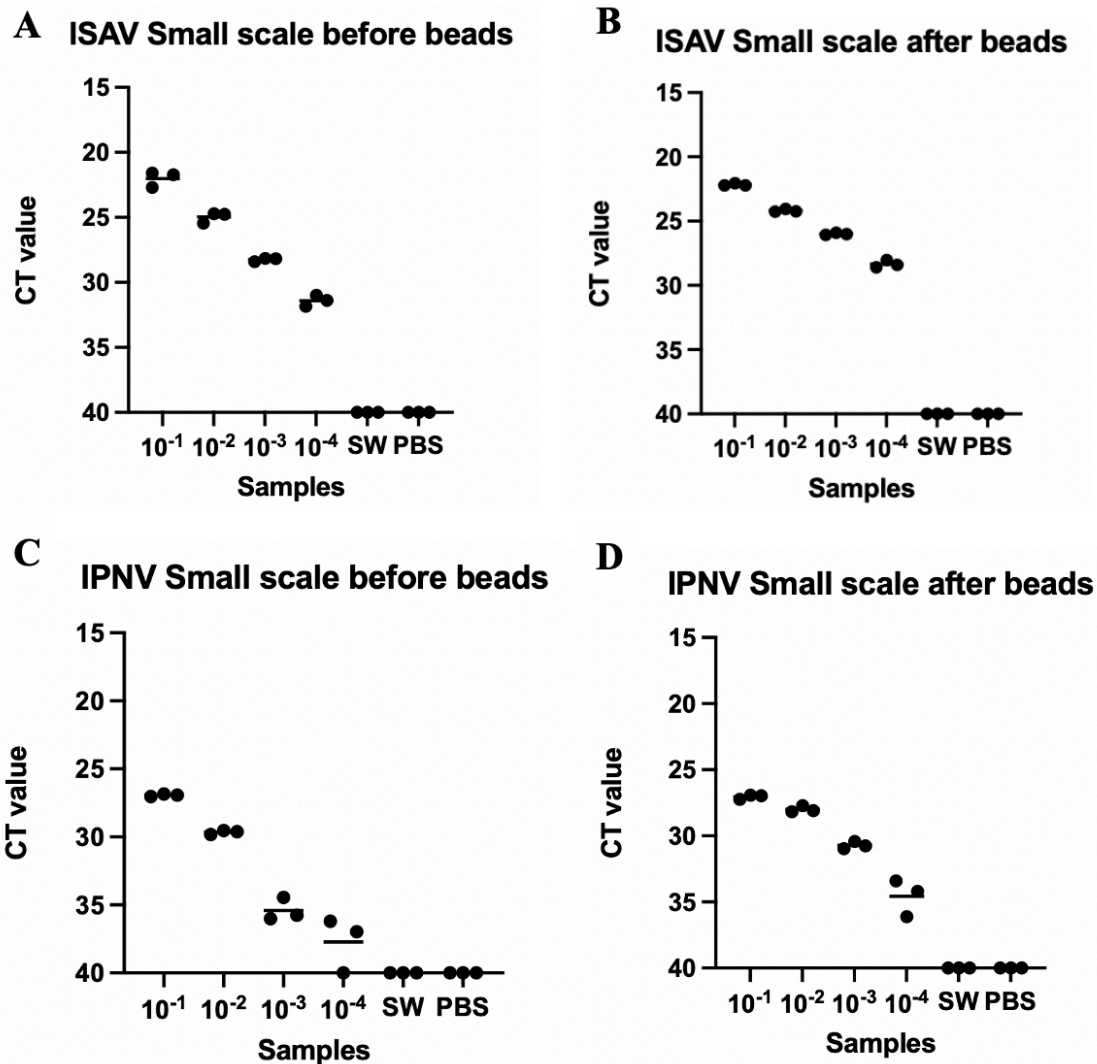 A ISAV Small scale before beads
15
20
25
30
35
40
CT value
10⁻¹ 10⁻² 10⁻³ 10⁻⁴ SW PBS
Samples
B ISAV Small scale after beads
15
20
25
30
35
40
CT value
10⁻¹ 10⁻² 10⁻³ 10⁻⁴ SW PBS
Samples
C IPNV Small scale before beads
15
20
25
30
35
40
CT value
10⁻¹ 10⁻² 10⁻³ 10⁻⁴ SW PBS
Samples
D IPNV Small scale after beads
15
20
25
30
35
40
CT value
10⁻¹ 10⁻² 10⁻³ 10⁻⁴ SW PBS
Samples